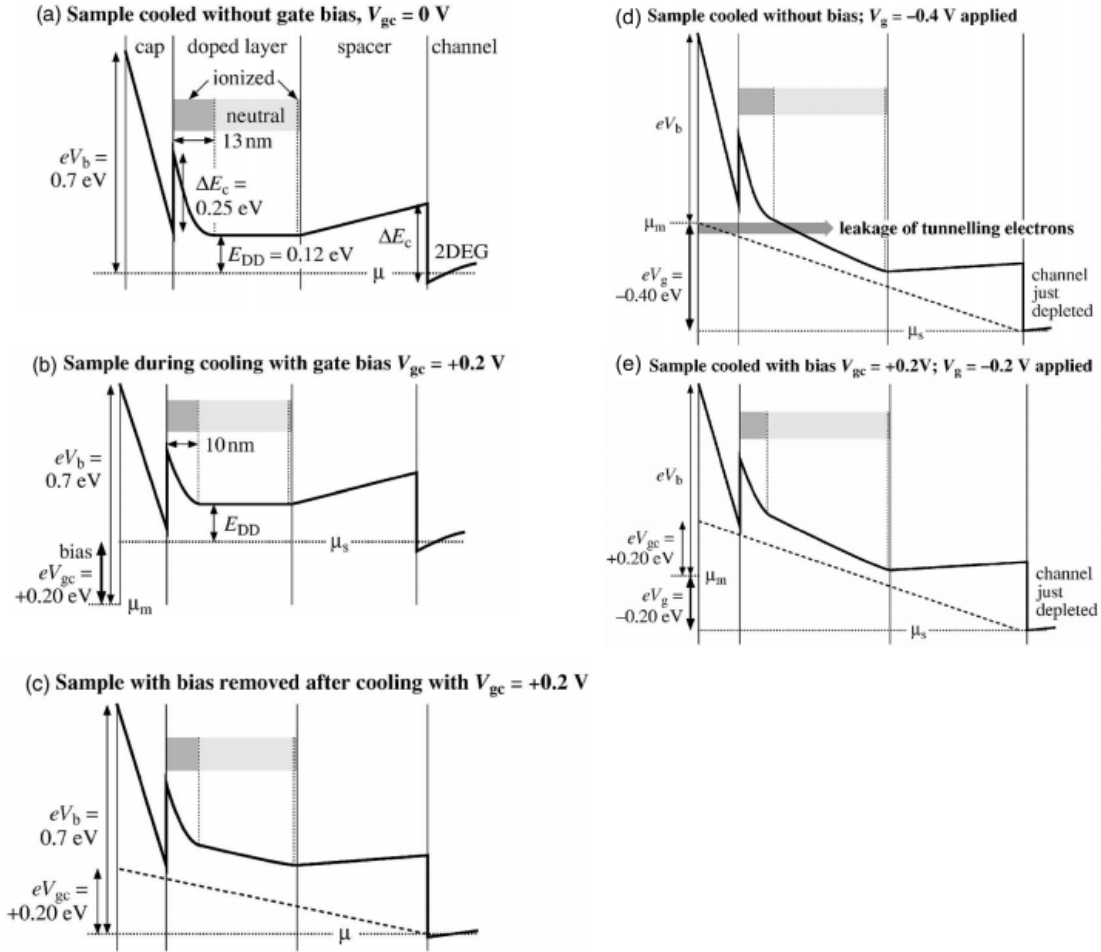 (a) Sample cooled without gate bias, Vgc = 0 V
cap doped layer spacer channel
ionized
neutral
13 nm
eVb =
0.7 eV
ΔEc =
0.25 eV
EDD = 0.12 eV
ΔEc
2DEG
μ
(b) Sample during cooling with gate bias Vgc = +0.2 V
10 nm
eVb =
0.7 eV
EDD
μs
bias
eVgc =
+0.20 eV
μm
(c) Sample with bias removed after cooling with Vgc = +0.2 V
eVb =
0.7 eV
eVgc =
+0.20 eV
μ
(d) Sample cooled without bias; Vg = –0.4 V applied
eVb
μm
leakage of tunnelling electrons
eVg =
–0.40 eV
channel
just
depleted
μs
(e) Sample cooled with bias Vgc = +0.2V; Vg = –0.2 V applied
eVb
eVgc =
+0.20 eV
μm
eVg =
–0.20 eV
channel
just
depleted
μs